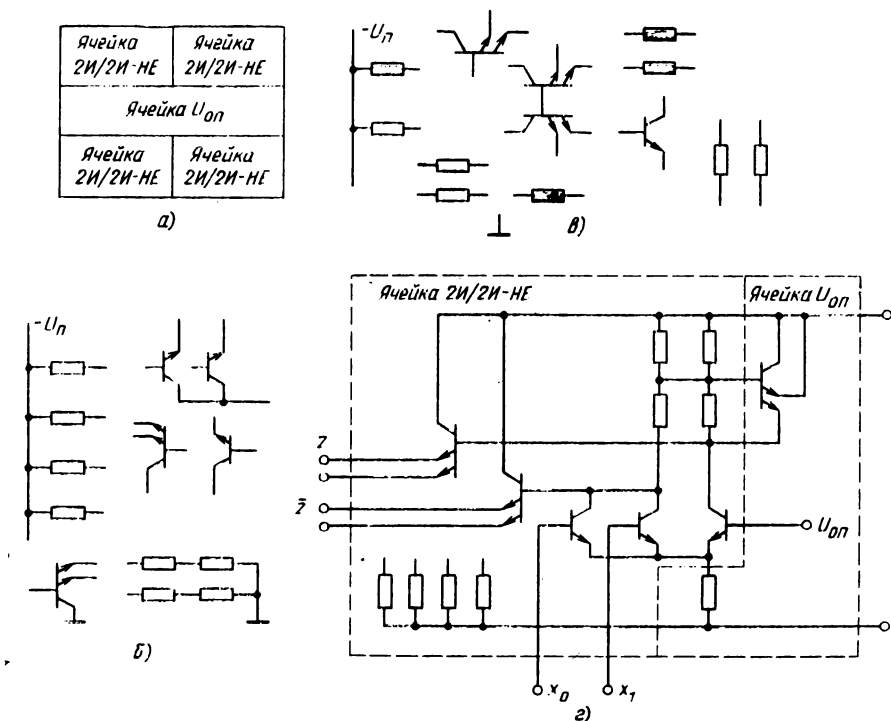 Ячейка
2И/2И-НЕ
Ячейка
2И/2И-НЕ
Ячейка Uоп
Ячейка
2И/2И-НЕ
Ячейка
2И/2И-НЕ
а)
-Uп
в)
-Uп
б)
Ячейка 2И/2И-НЕ
Ячейка Uоп
z
z̄
Uоп
x0
x1
г)